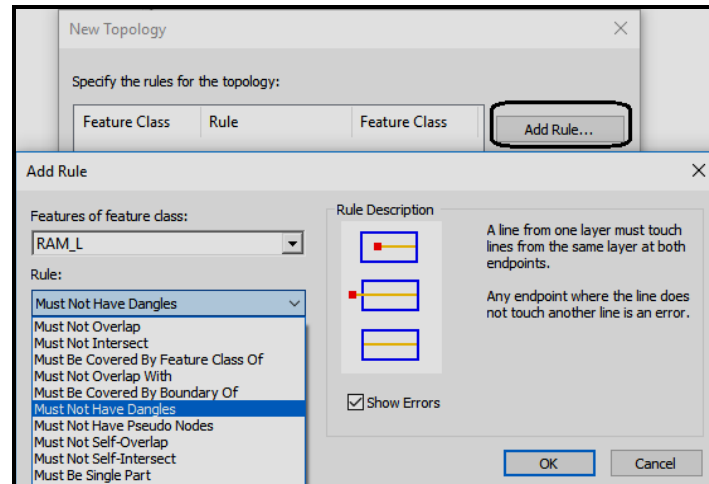 New Topology
Specify the rules for the topology:
Feature Class Rule Feature Class
Add Rule...
Add Rule
Features of feature class:
RAM_L
Rule:
Must Not Have Dangles
Must Not Overlap
Must Not Intersect
Must Be Covered By Feature Class Of
Must Not Overlap With
Must Be Covered By Boundary Of
Must Not Have Dangles
Must Not Have Pseudo Nodes
Must Not Self-Overlap
Must Not Self-Intersect
Must Be Single Part
Rule Description
A line from one layer must touch
lines from the same layer at both
endpoints.
Any endpoint where the line does
not touch another line is an error.
Show Errors
OK
Cancel